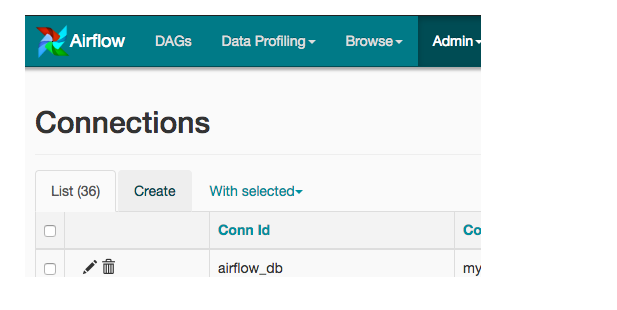 Airflow DAGs Data Profiling Browse Admin
Connections
List (36) Create With selected
Conn Id Co
airflow_db my